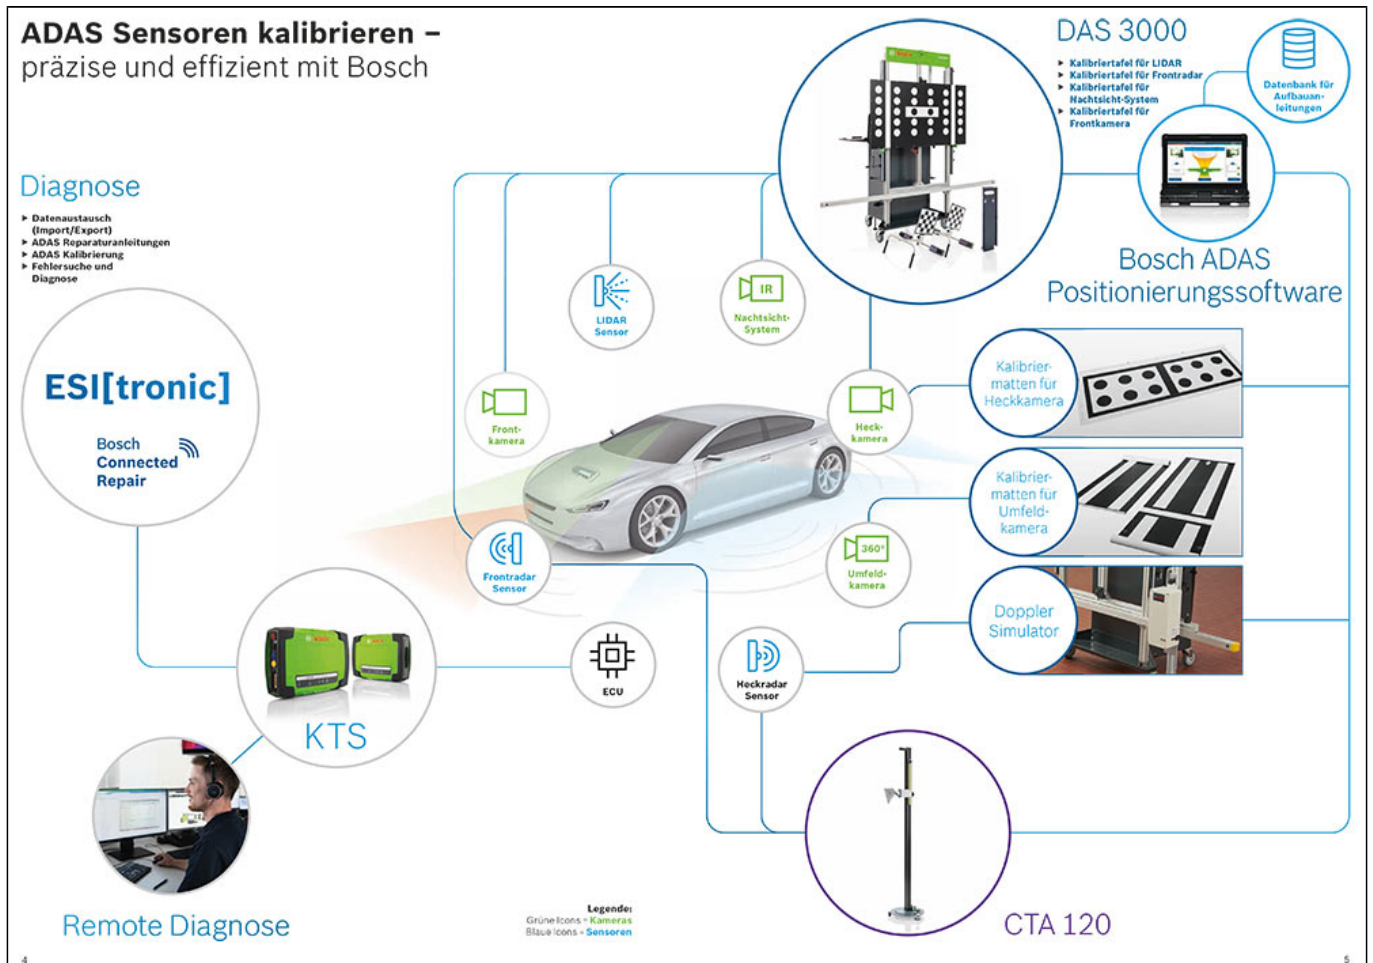 ADAS Sensoren kalibrieren –
präzise und effizient mit Bosch
DAS 3000
Kalibriertafel für LIDAR
Kalibriertafel für Frontradar
Kalibriertafel für
Nachtsicht-System
Kalibriertafel für
Frontkamera
Datenbank für
Aufbauan-
leitungen
Bosch ADAS
Positionierungssoftware
Diagnose
Datenaustausch
(Import/Export)
ADAS Reparaturanleitungen
ADAS Kalibrierung
Fehlersuche und
Diagnose
ESI[tronic]
Bosch
Connected
Repair
LIDAR
Sensor
IR
Nachtsicht-
System
Front-
kamera
Heck-
kamera
Kalibrier-
matten für
Heckkamera
Kalibrier-
matten für
Umfeld-
kamera
Frontradar
Sensor
360°
Umfeld-
kamera
Doppler
Simulator
ECU
Heckradar
Sensor
KTS
Remote Diagnose
Legende:
Grüne Icons = Kameras
Blaue Icons = Sensoren
CTA 120
4
5